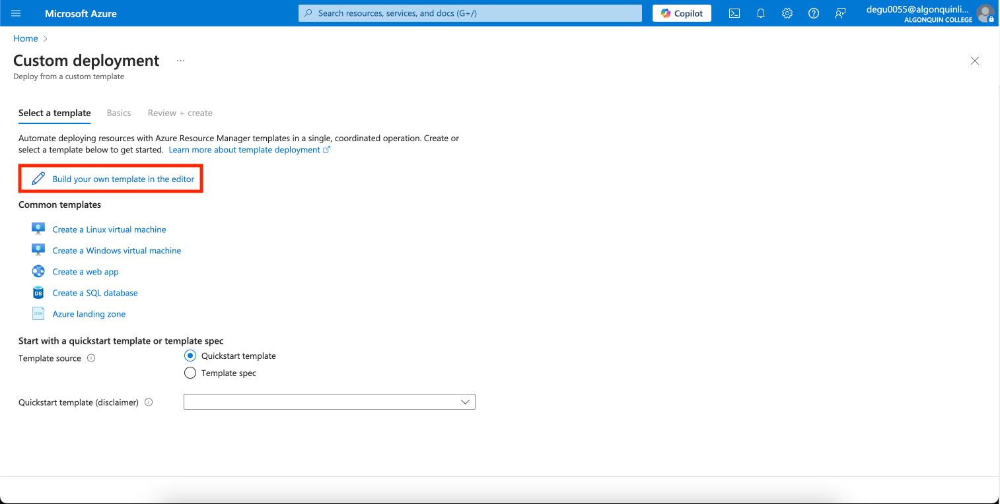 Microsoft Azure
Search resources, services, and docs (G+/)
Copilot
degu0055@algonquinli...
ALGONQUIN COLLEGE
Home
Custom deployment ...
Deploy from a custom template
Select a template Basics Review + create
Automate deploying resources with Azure Resource Manager templates in a single, coordinated operation. Create or
select a template below to get started. Learn more about template deployment
Build your own template in the editor
Common templates
Create a Linux virtual machine
Create a Windows virtual machine
Create a web app
DB Create a SQL database
JSON Azure landing zone
Start with a quickstart template or template spec
Template source
Quickstart template
Template spec
Quickstart template (disclaimer)